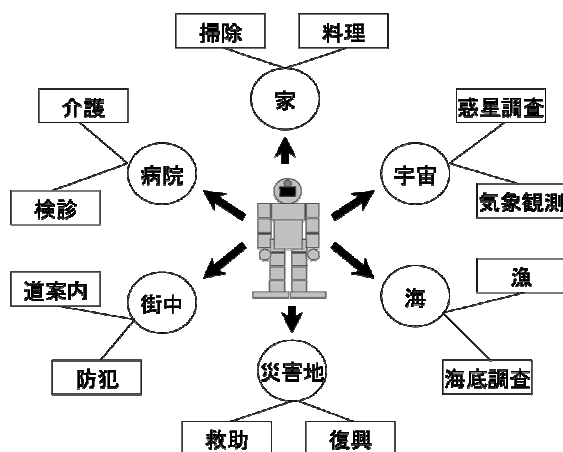 掃除
料理
家
介護
病院
検診
惑星調査
宇宙
気象観測
道案内
街中
防犯
漁
海
海底調査
災害地
救助
復興